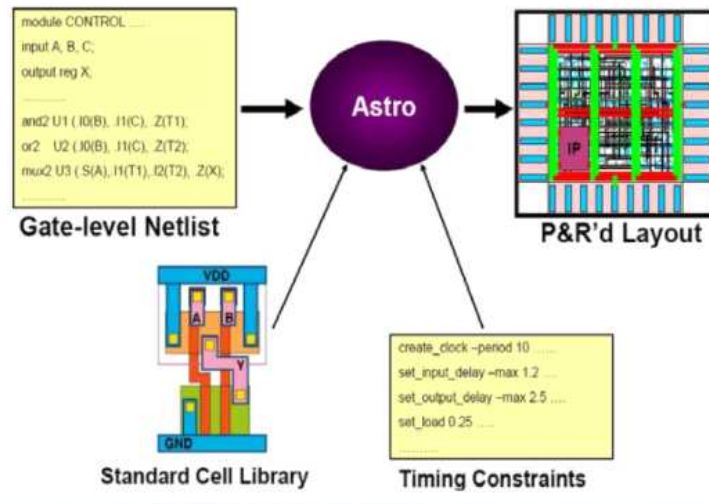 module CONTROL .....
input A, B, C;
output reg X;
...........
and2 U1 ( .I0(B), .I1(C), .Z(T1);
or2 U2 (.I0(B), .I1(C), .Z(T2);
mux2 U3 ( .S(A), I1(T1), I2(T2), Z(X);
...........
Gate-level Netlist
Astro
IP
P&R'd Layout
VDD
A B
Y
GND
Standard Cell Library
create_clock –period 10 ......
set_input_delay –max 1.2 ....
set_output_delay –max 2.5 ....
set_load 0.25 .....
...........
Timing Constraints